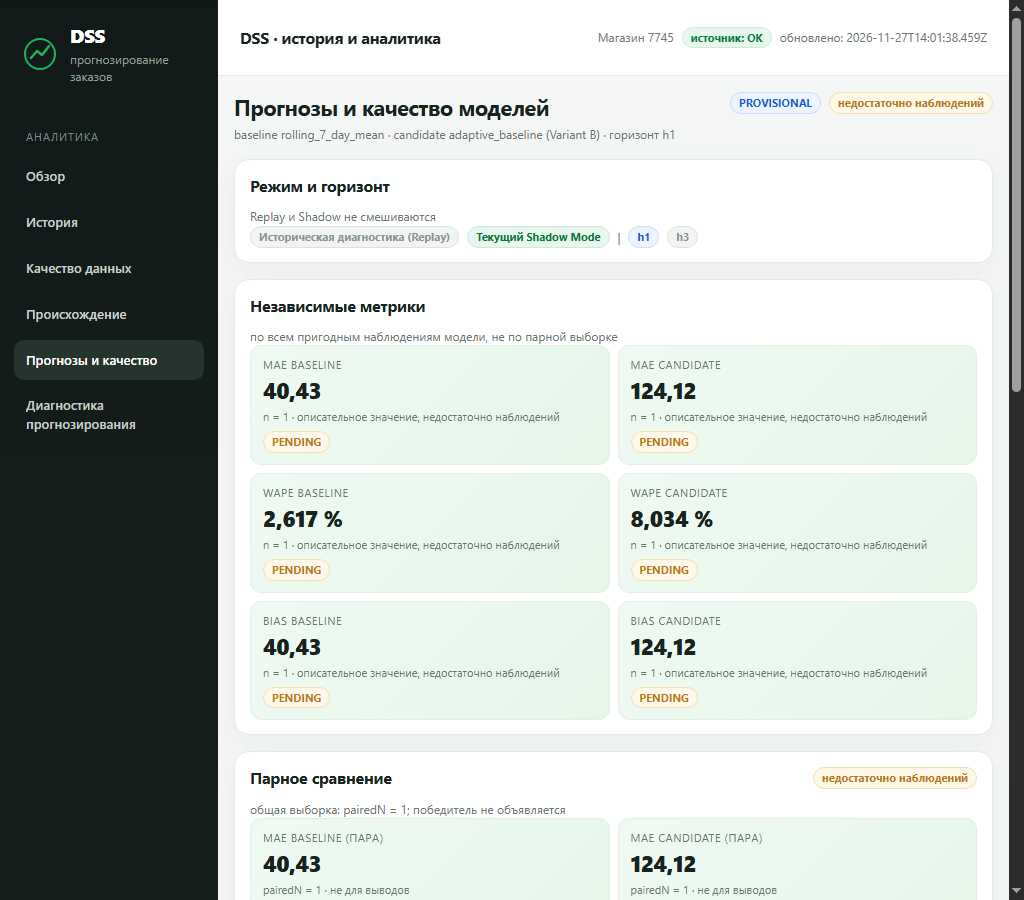 DSS
прогнозирование
заказов
АНАЛИТИКА
Обзор
История
Качество данных
Происхождение
Прогнозы и качество
Диагностика
прогнозирования
DSS · история и аналитика
Магазин 7745
источник: OK
обновлено: 2026-11-27T14:01:38.459Z
Прогнозы и качество моделей
PROVISIONAL
недостаточно наблюдений
baseline rolling_7_day_mean · candidate adaptive_baseline (Variant B) · горизонт h1
Режим и горизонт
Replay и Shadow не смешиваются
Историческая диагностика (Replay)
Текущий Shadow Mode
|
h1
h3
Независимые метрики
по всем пригодным наблюдениям модели, не по парной выборке
MAE BASELINE
40,43
n = 1 · описательное значение, недостаточно наблюдений
PENDING
MAE CANDIDATE
124,12
n = 1 · описательное значение, недостаточно наблюдений
PENDING
WAPE BASELINE
2,617 %
n = 1 · описательное значение, недостаточно наблюдений
PENDING
WAPE CANDIDATE
8,034 %
n = 1 · описательное значение, недостаточно наблюдений
PENDING
BIAS BASELINE
40,43
n = 1 · описательное значение, недостаточно наблюдений
PENDING
BIAS CANDIDATE
124,12
n = 1 · описательное значение, недостаточно наблюдений
PENDING
Парное сравнение
недостаточно наблюдений
общая выборка: pairedN = 1; победитель не объявляется
MAE BASELINE (ПАРА)
40,43
pairedN = 1 · не для выводов
MAE CANDIDATE (ПАРА)
124,12
pairedN = 1 · не для выводов